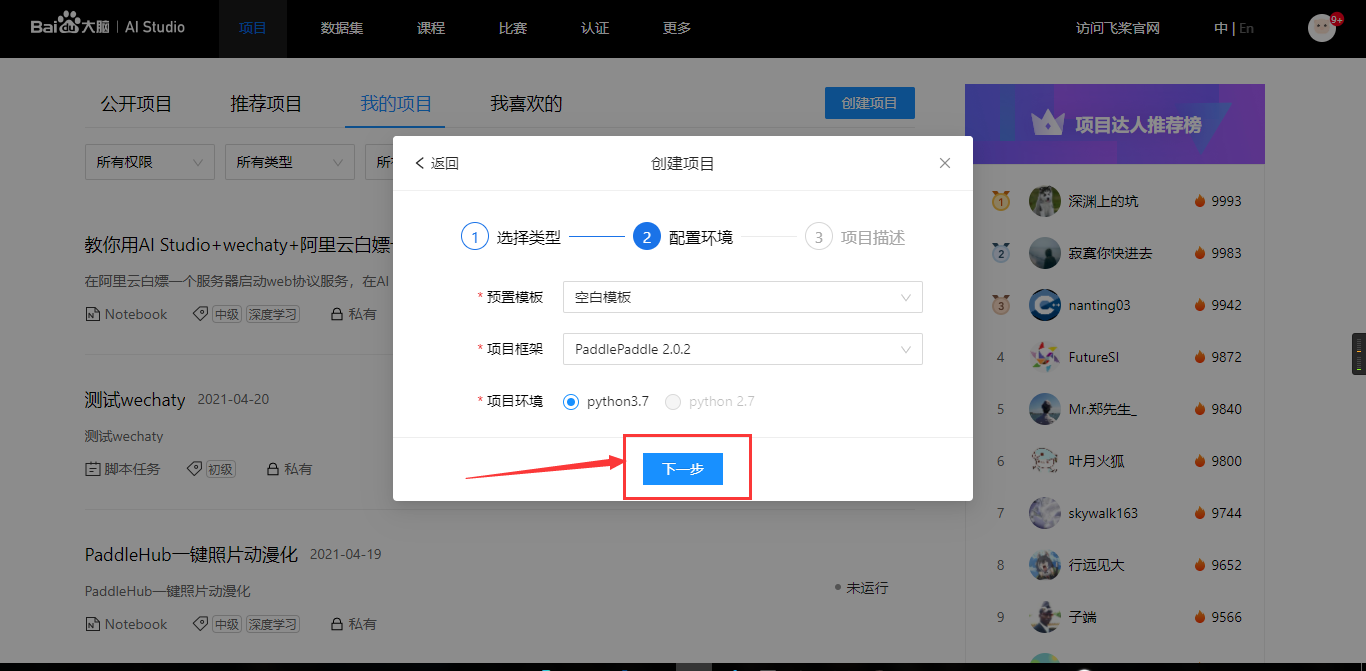 Bai du 大脑 | AI Studio 项目 数据集 课程 比赛 认证 更多 访问飞桨官网 中 | En 9+
公开项目 推荐项目 我的项目 我喜欢的 创建项目
所有权限 所有类型 所
教你用AI Studio+wechaty+阿里云白嫖
在阿里云白嫖一个服务器启动web协议服务，在AI
Notebook 中级 深度学习 私有
测试wechaty 2021-04-20
测试wechaty
脚本任务 初级 私有
PaddleHub一键照片动漫化 2021-04-19
PaddleHub一键照片动漫化
未运行
Notebook 中级 深度学习 私有
< 返回 创建项目 ×
1 选择类型 2 配置环境 3 项目描述
* 预置模板 空白模板
* 项目框架 PaddlePaddle 2.0.2
* 项目环境 python3.7 python 2.7
下一步
项目达人推荐榜
1 深渊上的坑 9993
2 寂寞你快进去 9983
3 nanting03 9942
4 FutureSI 9872
5 Mr.郑先生_ 9840
6 叶月火狐 9800
7 skywalk163 9744
8 行远见大 9652
9 子端 9566